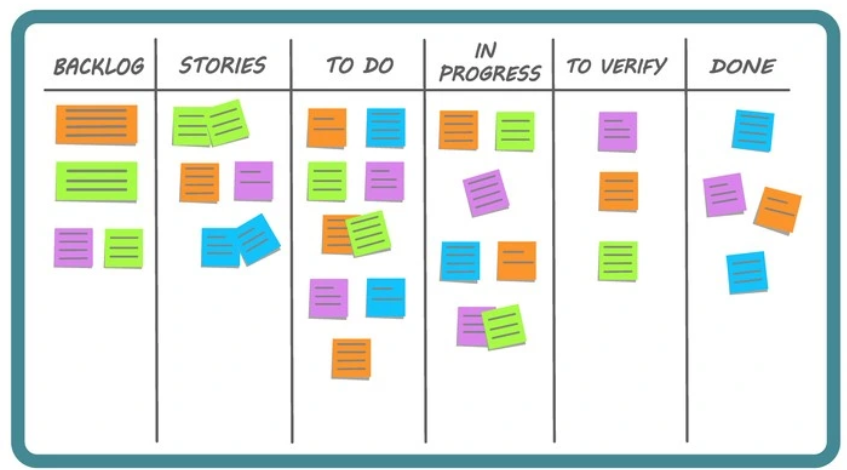 BACKLOG
STORIES
TO DO
IN
PROGRESS
TO VERIFY
DONE